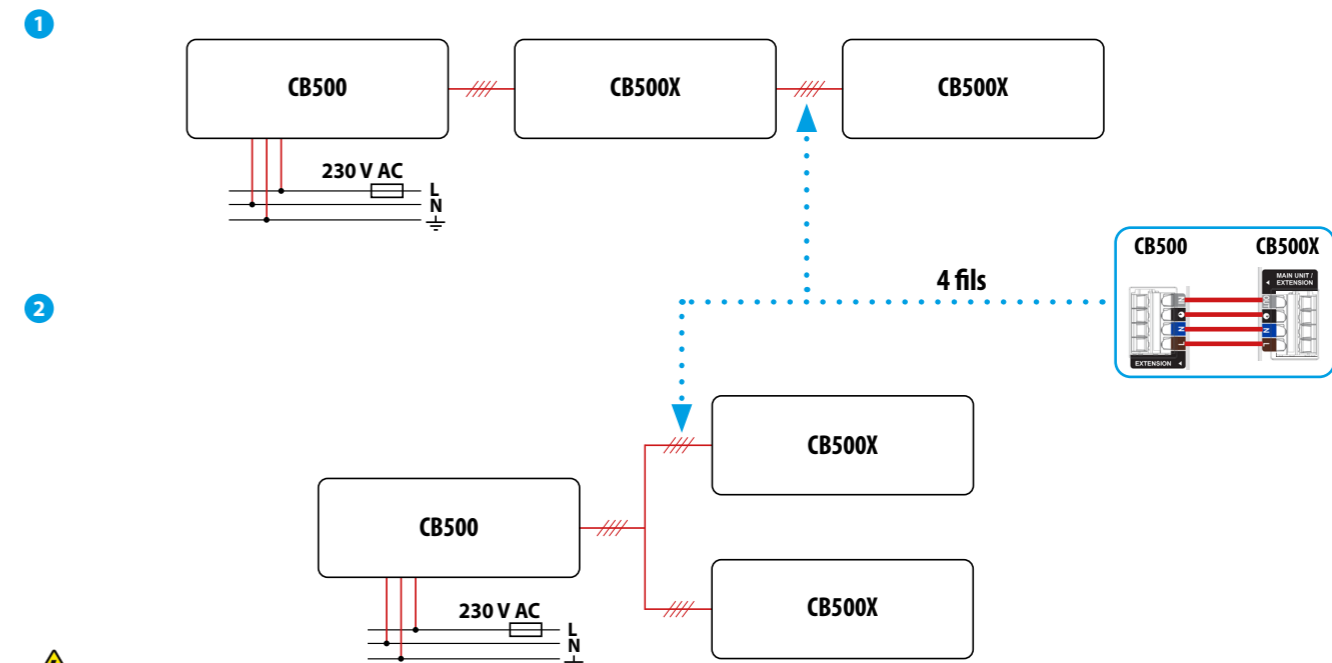 1
CB500
CB500X
CB500X
230 V AC
L
N
CB500
CB500X
MAIN UNIT /
EXTENSION
N
N
L
L
EXTENSION
4 fils
2
CB500X
CB500
CB500X
230 V AC
L
N